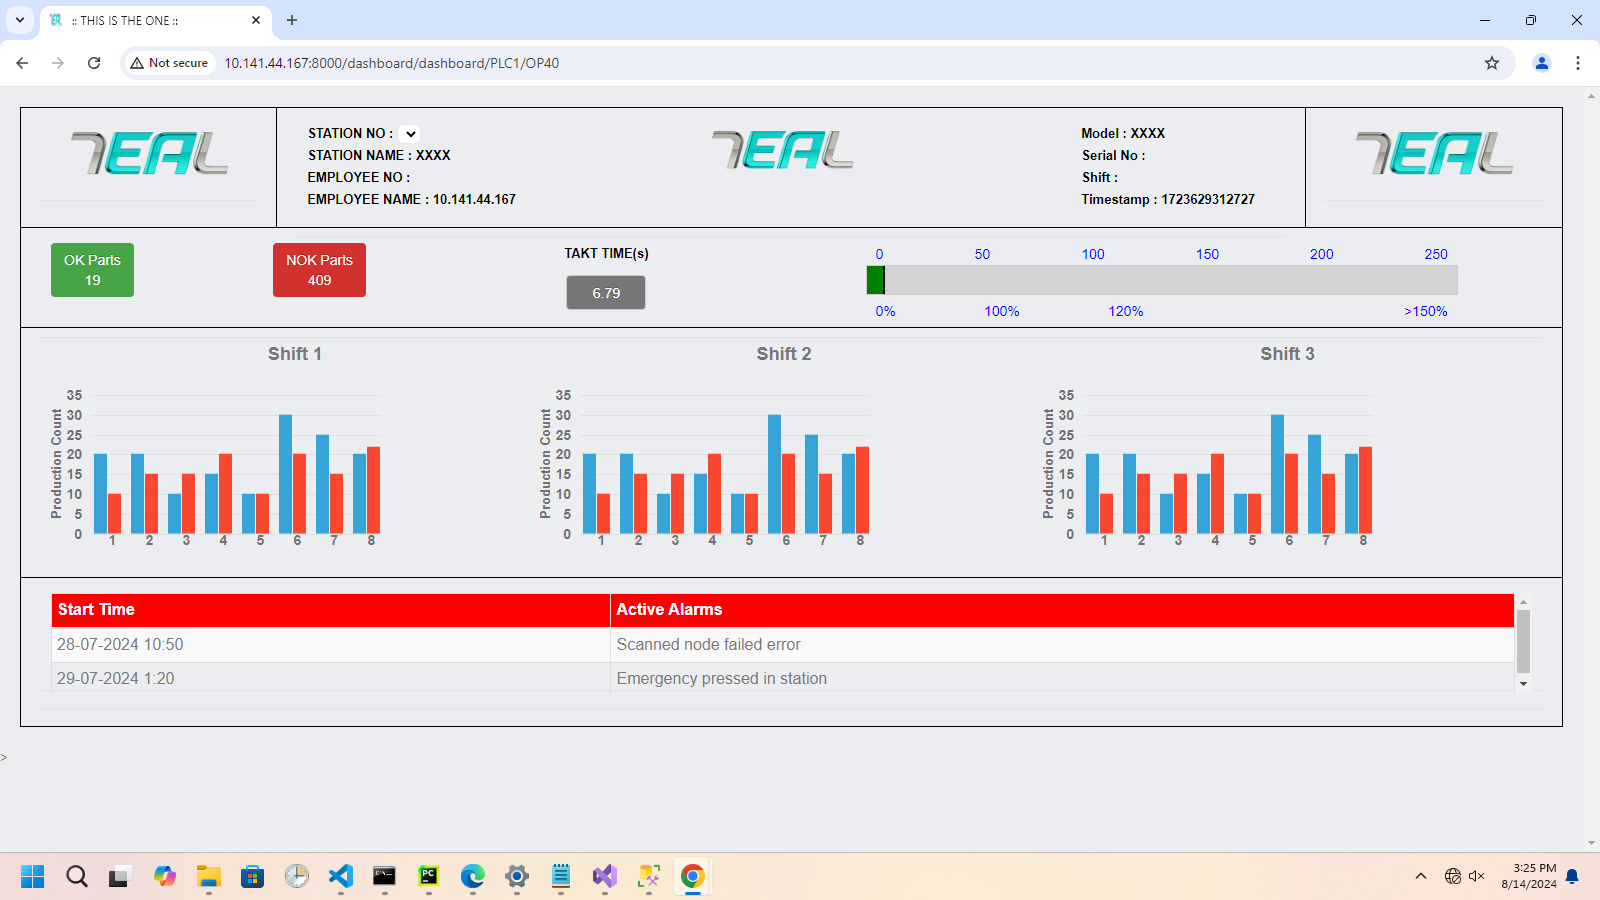 :: THIS IS THE ONE ::
Not secure
10.141.44.167:8000/dashboard/dashboard/PLC1/OP40
TEAL
STATION NO :
STATION NAME : XXXX
EMPLOYEE NO :
EMPLOYEE NAME : 10.141.44.167
TEAL
Model : XXXX
Serial No :
Shift :
Timestamp : 1723629312727
TEAL
OK Parts
19
NOK Parts
409
TAKT TIME(s)
6.79
0 50 100 150 200 250
0% 100% 120% >150%
Shift 1
Production Count
35
30
25
20
15
10
5
0
1 2 3 4 5 6 7 8
Shift 2
Production Count
35
30
25
20
15
10
5
0
1 2 3 4 5 6 7 8
Shift 3
Production Count
35
30
25
20
15
10
5
0
1 2 3 4 5 6 7 8
Start Time Active Alarms
28-07-2024 10:50 Scanned node failed error
29-07-2024 1:20 Emergency pressed in station
>
PC
3:25 PM
8/14/2024